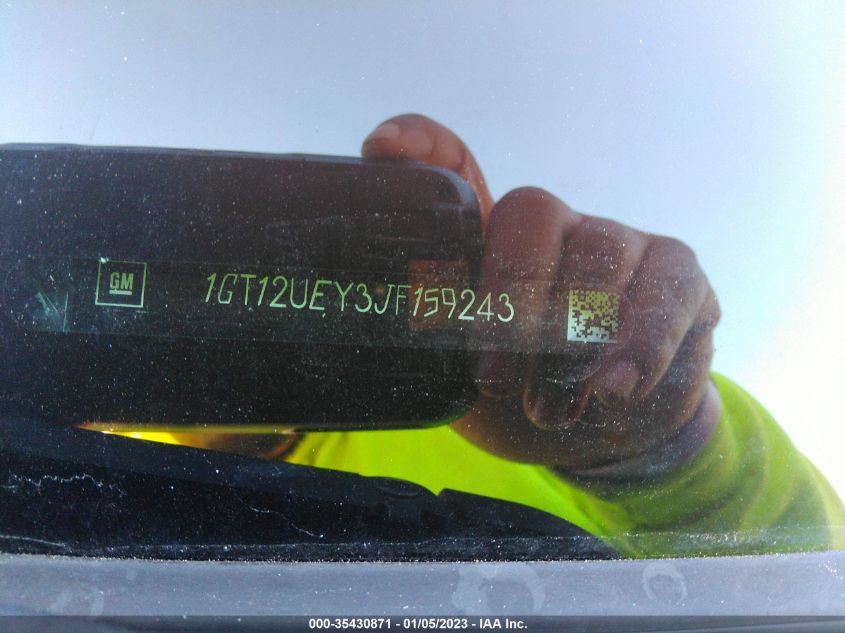 GM 1GT12UEY3JF159243
000-35430871 - 01/05/2023 - IAA Inc.